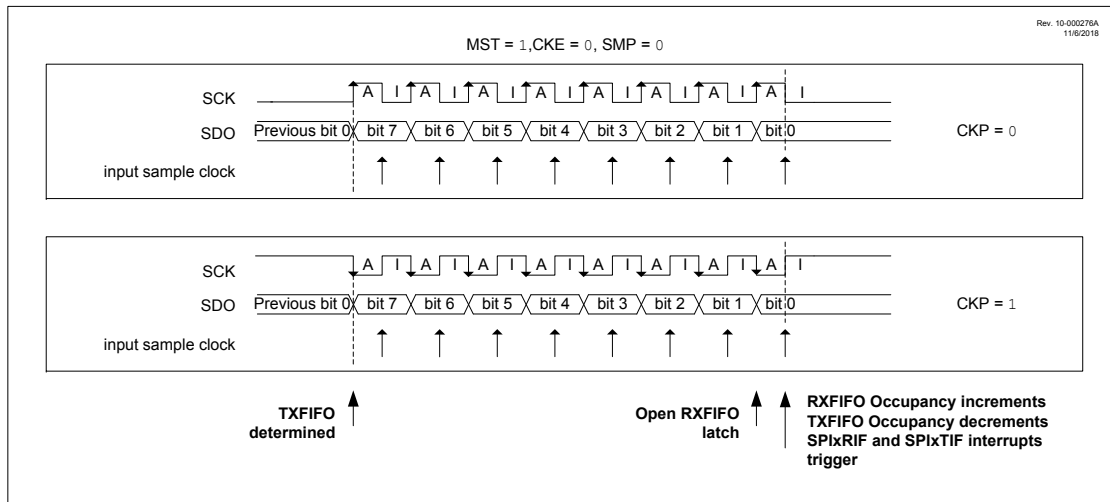 Rev. 10-000276A
11/6/2018
MST = 1,CKE = 0, SMP = 0
SCK A I A I A I A I A I A I A I A I
SDO Previous bit 0 bit 7 bit 6 bit 5 bit 4 bit 3 bit 2 bit 1 bit 0 CKP = 0
input sample clock
SCK A I A I A I A I A I A I A I A I
SDO Previous bit 0 bit 7 bit 6 bit 5 bit 4 bit 3 bit 2 bit 1 bit 0 CKP = 1
input sample clock
TXFIFO
determined
Open RXFIFO
latch
RXFIFO Occupancy increments
TXFIFO Occupancy decrements
SPIxRIF and SPIxTIF interrupts
trigger